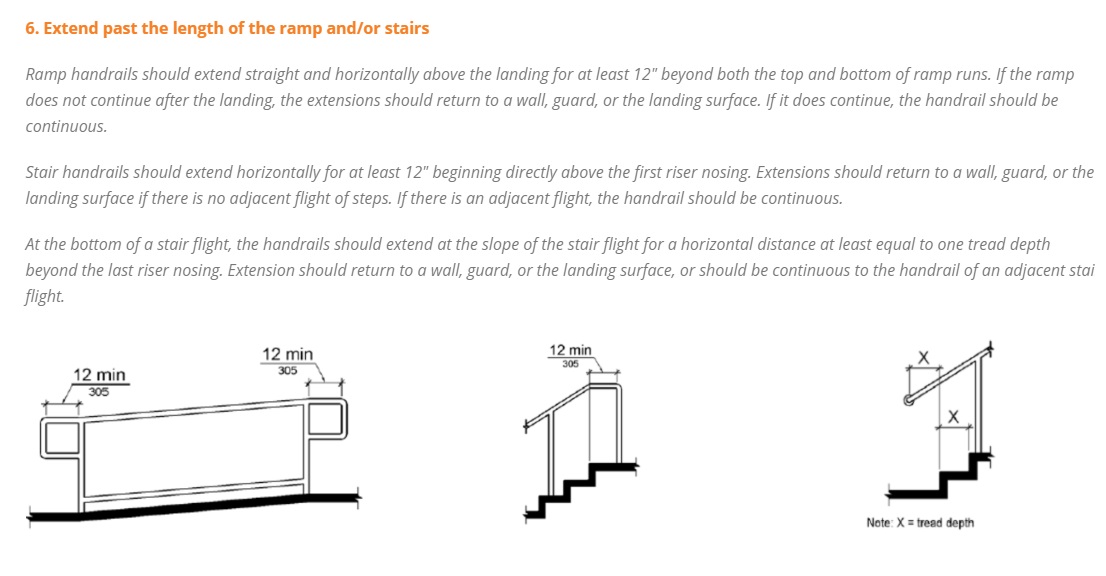 6. Extend past the length of the ramp and/or stairs
Ramp handrails should extend straight and horizontally above the landing for at least 12" beyond both the top and bottom of ramp runs. If the ramp
does not continue after the landing, the extensions should return to a wall, guard, or the landing surface. If it does continue, the handrail should be
continuous.
Stair handrails should extend horizontally for at least 12" beginning directly above the first riser nosing. Extensions should return to a wall, guard, or the
landing surface if there is no adjacent flight of steps. If there is an adjacent flight, the handrail should be continuous.
At the bottom of a stair flight, the handrails should extend at the slope of the stair flight for a horizontal distance at least equal to one tread depth
beyond the last riser nosing. Extension should return to a wall, guard, or the landing surface, or should be continuous to the handrail of an adjacent stai
flight.
12 min
305
12 min
305
12 min
305
X
X
Note: X = tread depth